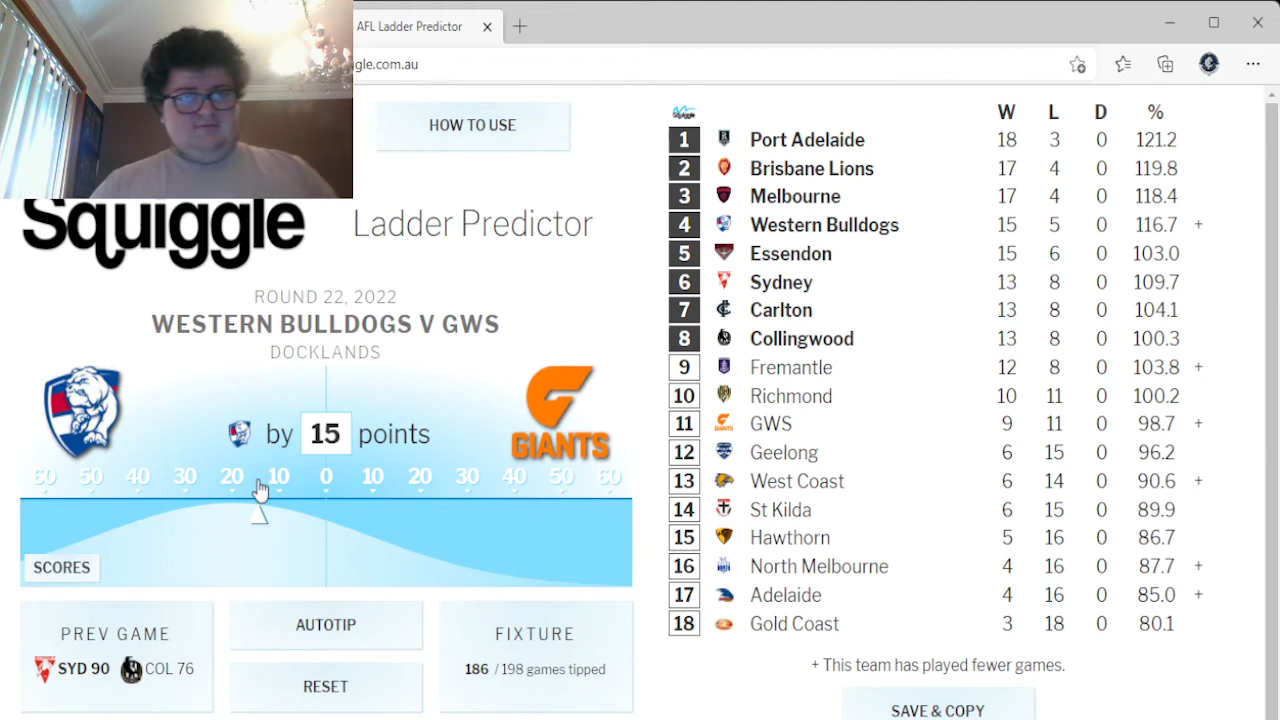 AFL Ladder Predictor
gle.com.au
HOW TO USE
Squiggle Ladder Predictor
ROUND 22, 2022
WESTERN BULLDOGS V GWS
DOCKLANDS
GIANTS
by 15 points
60 50 40 30 20 10 0 10 20 30 40 50 60
SCORES
PREV GAME
SYD 90 COL 76
AUTOTIP
RESET
FIXTURE
186 / 198 games tipped
Squiggle W L D %
1 Port Adelaide 18 3 0 121.2
2 Brisbane Lions 17 4 0 119.8
3 Melbourne 17 4 0 118.4
4 Western Bulldogs 15 5 0 116.7 +
5 Essendon 15 6 0 103.0
6 Sydney 13 8 0 109.7
7 Carlton 13 8 0 104.1
8 Collingwood 13 8 0 100.3
9 Fremantle 12 8 0 103.8 +
10 Richmond 10 11 0 100.2
11 GWS 9 11 0 98.7 +
12 Geelong 6 15 0 96.2
13 West Coast 6 14 0 90.6 +
14 St Kilda 6 15 0 89.9
15 Hawthorn 5 16 0 86.7
16 North Melbourne 4 16 0 87.7 +
17 Adelaide 4 16 0 85.0 +
18 Gold Coast 3 18 0 80.1
+ This team has played fewer games.
SAVE & COPY